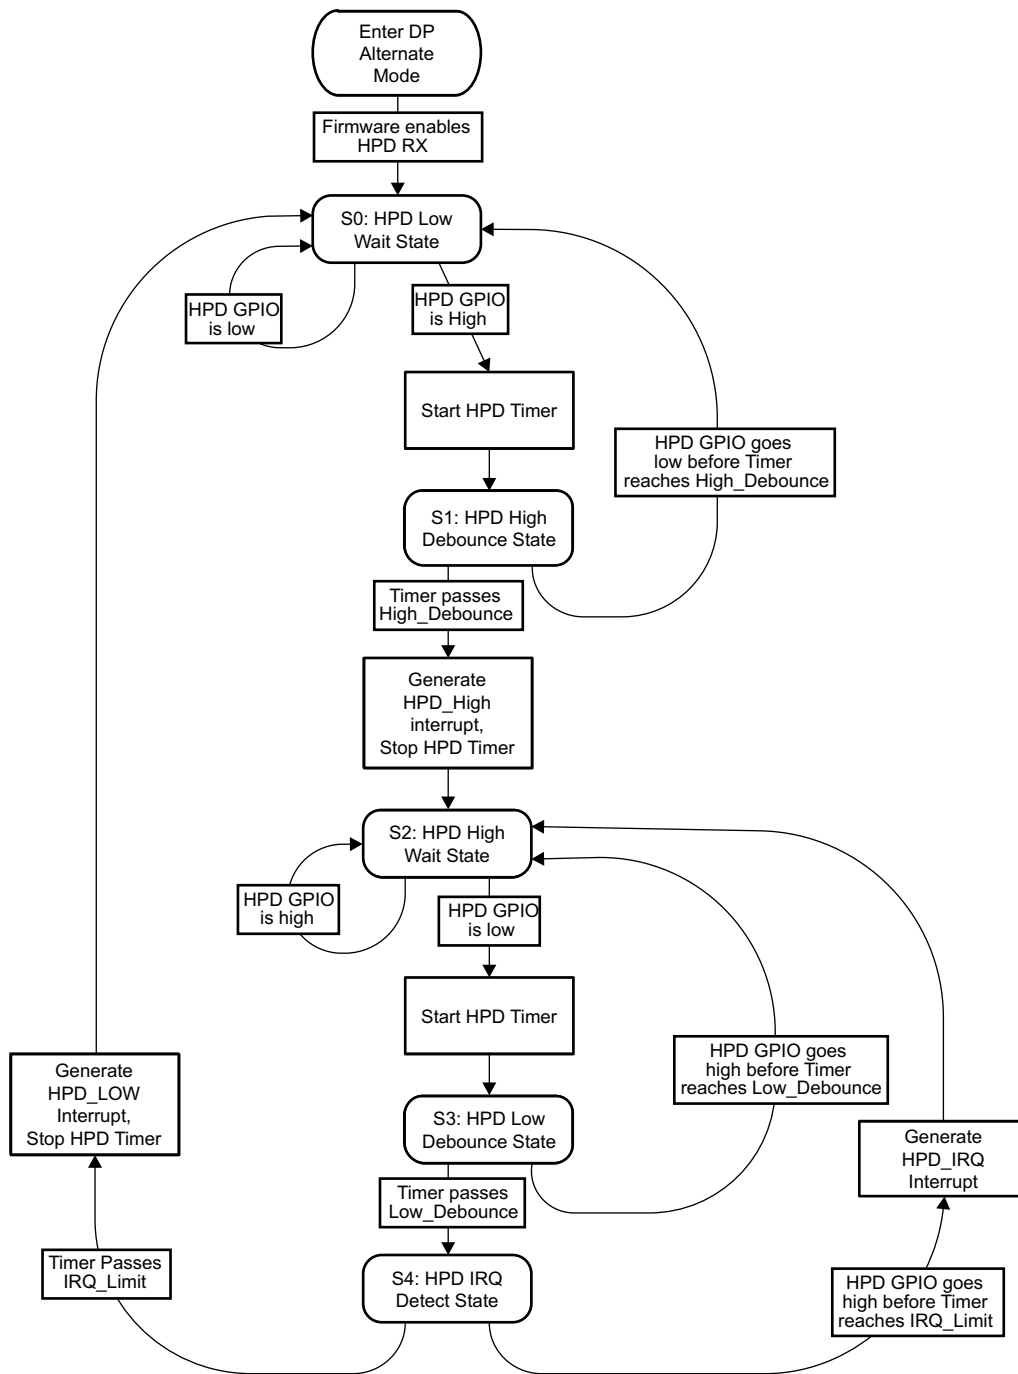 Enter DP
Alternate
Mode
Firmware enables
HPD RX
S0: HPD Low
Wait State
HPD GPIO
is low
HPD GPIO
is High
Start HPD Timer
HPD GPIO goes
low before Timer
reaches High_Debounce
S1: HPD High
Debounce State
Timer passes
High_Debounce
Generate
HPD_High
interrupt,
Stop HPD Timer
S2: HPD High
Wait State
HPD GPIO
is high
HPD GPIO
is low
Start HPD Timer
HPD GPIO goes
high before Timer
reaches Low_Debounce
Generate
HPD_LOW
Interrupt,
Stop HPD Timer
S3: HPD Low
Debounce State
Generate
HPD_IRQ
Interrupt
Timer passes
Low_Debounce
Timer Passes
IRQ_Limit
S4: HPD IRQ
Detect State
HPD GPIO goes
high before Timer
reaches IRQ_Limit